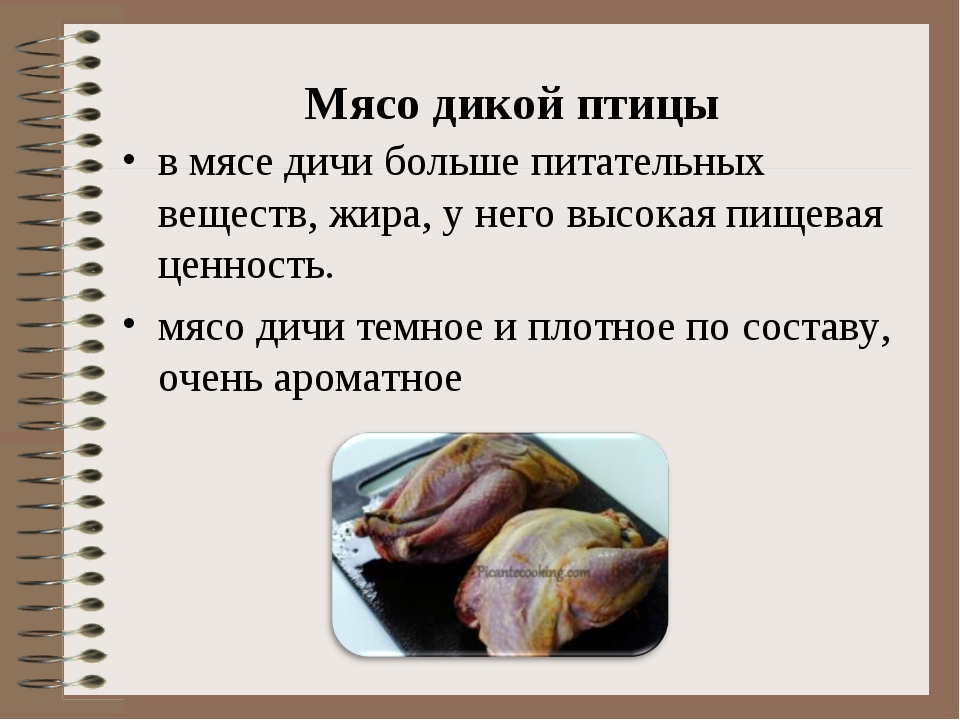 Мясо дикой птицы
• в мясе дичи больше питательных
веществ, жира, у него высокая пищевая
ценность.
• мясо дичи темное и плотное по составу,
очень ароматное
Picantecooking.com